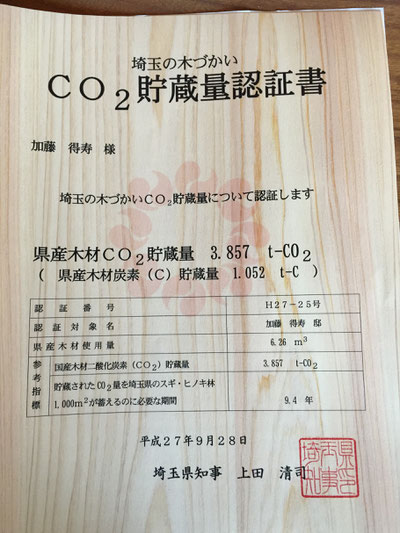 埼玉の木づかい
CO2貯蔵量認証書
加藤 得寿 様
埼玉の木づかいCO2貯蔵量について認証します
県産木材CO2貯蔵量 3.857 t-CO2
( 県産木材炭素(C)貯蔵量 1.052 t-C )
認証番号 H27-25号
認証対象名 加藤 得寿 邸
県産木材使用量 6.26 m3
参考指標 国産木材二酸化炭素(CO2)貯蔵量 3.857 t-CO2
貯蔵されたCO2量を埼玉県のスギ・ヒノキ林
1,000m2が蓄えるのに必要な期間 9.4 年
平成27年9月28日
埼玉県知事 上田 清司